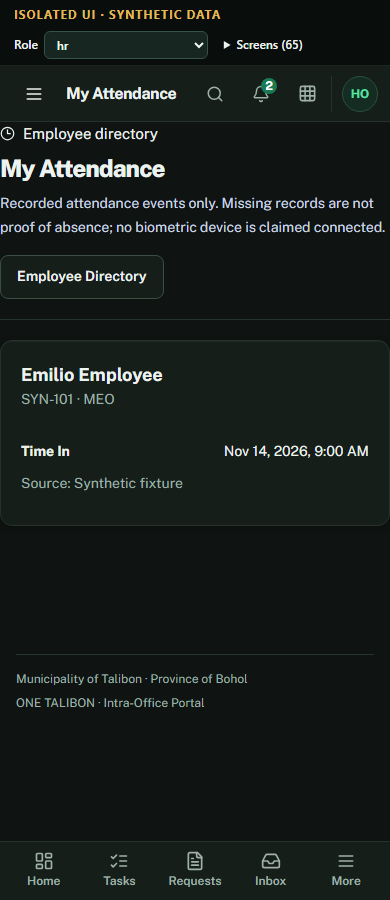 ISOLATED UI · SYNTHETIC DATA
Role hr ▶ Screens (65)
My Attendance 2 HO
Employee directory
My Attendance
Recorded attendance events only. Missing records are not
proof of absence; no biometric device is claimed connected.
Employee Directory
Emilio Employee
SYN-101 · MEO
Time In Nov 14, 2026, 9:00 AM
Source: Synthetic fixture
Municipality of Talibon · Province of Bohol
ONE TALIBON · Intra-Office Portal
Home Tasks Requests Inbox More